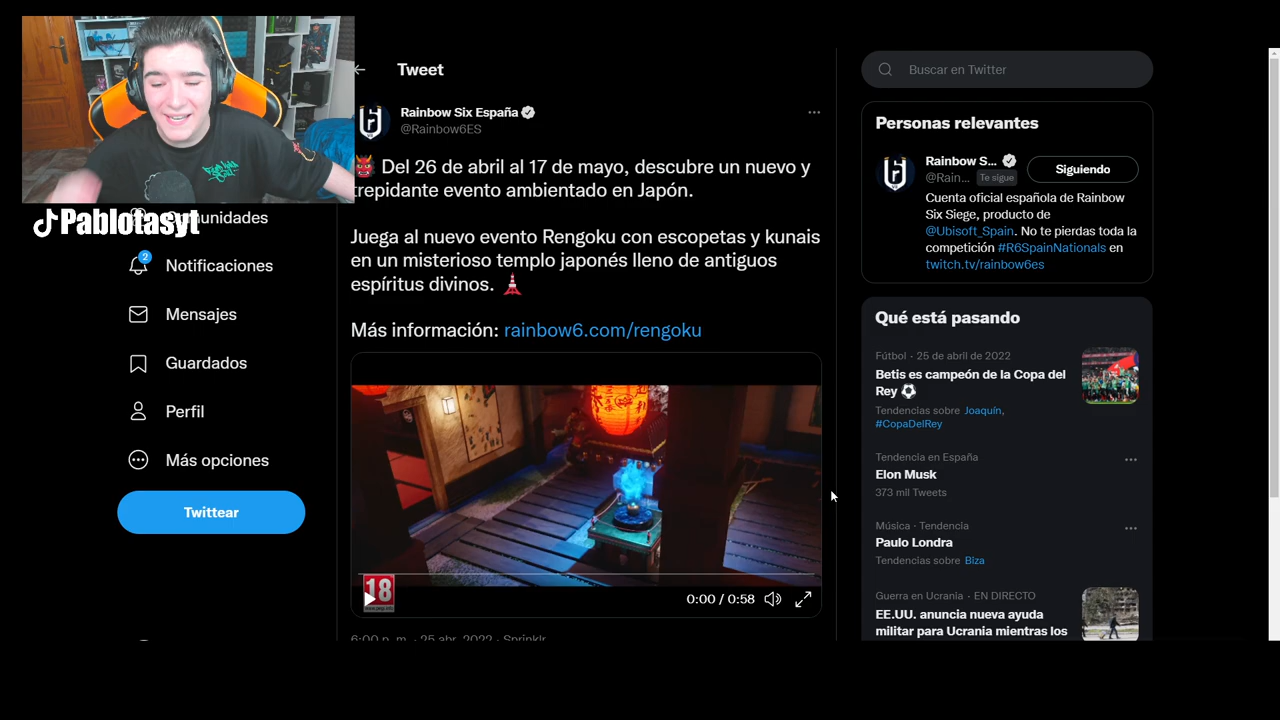 Pablotasyt
Comunidades
2
Notificaciones
Mensajes
Guardados
Perfil
Más opciones
Twittear
Tweet
Rainbow Six España
@Rainbow6ES
Del 26 de abril al 17 de mayo, descubre un nuevo y
trepidante evento ambientado en Japón.
Juega al nuevo evento Rengoku con escopetas y kunais
en un misterioso templo japonés lleno de antiguos
espíritus divinos.
Más información: rainbow6.com/rengoku
18
0:00 / 0:58
6:00 p. m. · 25 abr. 2022 · Sprinklr
Buscar en Twitter
Personas relevantes
Rainbow S...
@Rain... Te sigue
Siguiendo
Cuenta oficial española de Rainbow
Six Siege, producto de
@Ubisoft_Spain. No te pierdas toda la
competición #R6SpainNationals en
twitch.tv/rainbow6es
Qué está pasando
Fútbol · 25 de abril de 2022
Betis es campeón de la Copa del
Rey
Tendencias sobre Joaquín,
#CopaDelRey
Tendencia en España
Elon Musk
373 mil Tweets
Música · Tendencia
Paulo Londra
Tendencias sobre Biza
Guerra en Ucrania · EN DIRECTO
EE.UU. anuncia nueva ayuda
militar para Ucrania mientras los